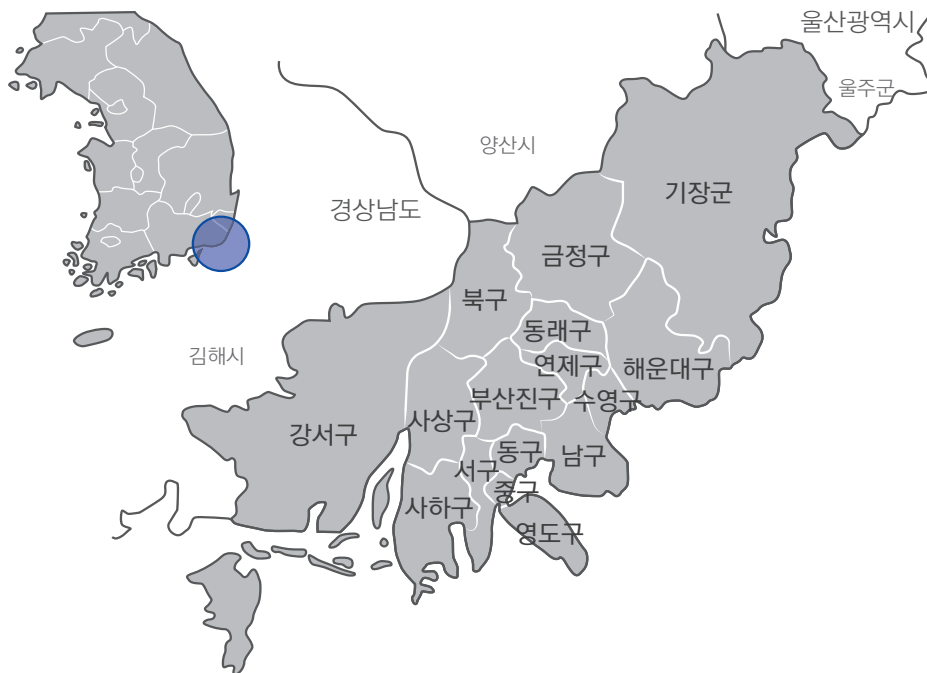 울산광역시
울주군
양산시
기장군
경상남도
금정구
북구
동래구
김해시
연제구
해운대구
부산진구
수영구
사상구
강서구
동구
남구
서구
중구
사하구
영도구